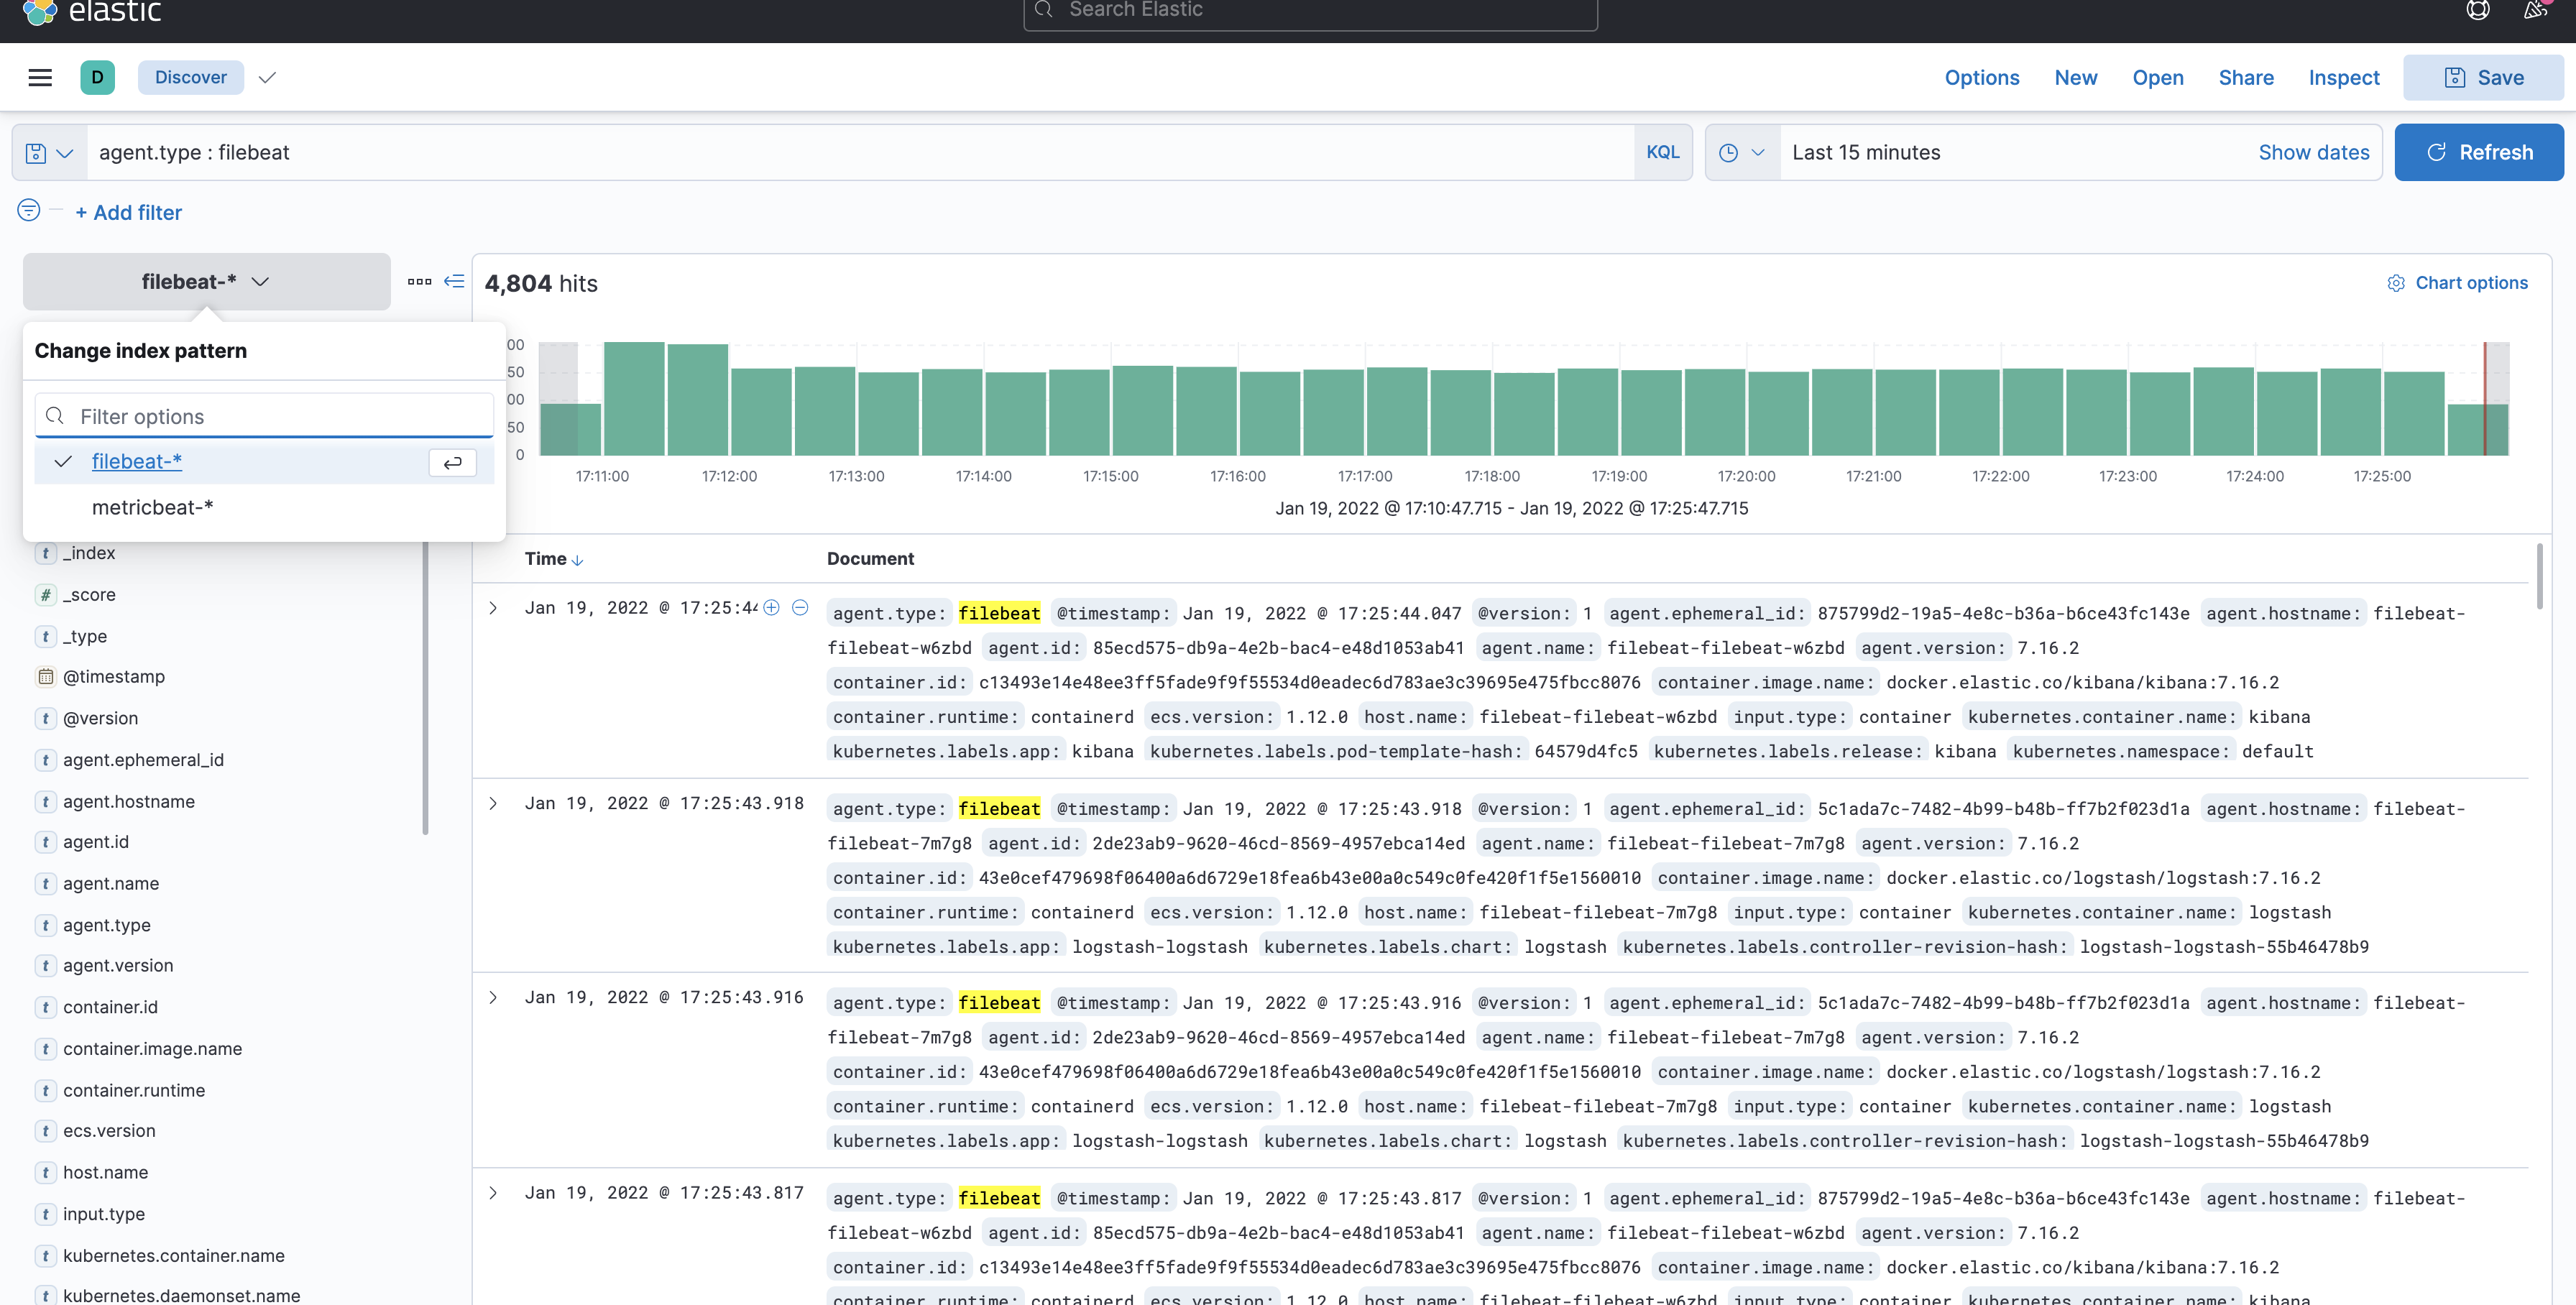 elastic
Search Elastic
D Discover
Options New Open Share Inspect Save
agent.type : filebeat
KQL
Last 15 minutes
Show dates
Refresh
+ Add filter
filebeat-*
4,804 hits
Chart options
Change index pattern
Filter options
filebeat-*
metricbeat-*
00
50
00
50
0
17:11:00 17:12:00 17:13:00 17:14:00 17:15:00 17:16:00 17:17:00 17:18:00 17:19:00 17:20:00 17:21:00 17:22:00 17:23:00 17:24:00 17:25:00
Jan 19, 2022 @ 17:10:47.715 - Jan 19, 2022 @ 17:25:47.715
t _index
# _score
t _type
@timestamp
t @version
t agent.ephemeral_id
t agent.hostname
t agent.id
t agent.name
t agent.type
t agent.version
t container.id
t container.image.name
t container.runtime
t ecs.version
t host.name
t input.type
t kubernetes.container.name
t kubernetes.daemonset.name
Time Document
Jan 19, 2022 @ 17:25:44
agent.type: filebeat @timestamp: Jan 19, 2022 @ 17:25:44.047 @version: 1 agent.ephemeral_id: 875799d2-19a5-4e8c-b36a-b6ce43fc143e agent.hostname: filebeat-
filebeat-w6zbd agent.id: 85ecd575-db9a-4e2b-bac4-e48d1053ab41 agent.name: filebeat-filebeat-w6zbd agent.version: 7.16.2
container.id: c13493e14e48ee3ff5fade9f9f55534d0eadec6d783ae3c39695e475fbcc8076 container.image.name: docker.elastic.co/kibana/kibana:7.16.2
container.runtime: containerd ecs.version: 1.12.0 host.name: filebeat-filebeat-w6zbd input.type: container kubernetes.container.name: kibana
kubernetes.labels.app: kibana kubernetes.labels.pod-template-hash: 64579d4fc5 kubernetes.labels.release: kibana kubernetes.namespace: default
Jan 19, 2022 @ 17:25:43.918
agent.type: filebeat @timestamp: Jan 19, 2022 @ 17:25:43.918 @version: 1 agent.ephemeral_id: 5c1ada7c-7482-4b99-b48b-ff7b2f023d1a agent.hostname: filebeat-
filebeat-7m7g8 agent.id: 2de23ab9-9620-46cd-8569-4957ebca14ed agent.name: filebeat-filebeat-7m7g8 agent.version: 7.16.2
container.id: 43e0cef479698f06400a6d6729e18fea6b43e00a0c549c0fe420f1f5e1560010 container.image.name: docker.elastic.co/logstash/logstash:7.16.2
container.runtime: containerd ecs.version: 1.12.0 host.name: filebeat-filebeat-7m7g8 input.type: container kubernetes.container.name: logstash
kubernetes.labels.app: logstash-logstash kubernetes.labels.chart: logstash kubernetes.labels.controller-revision-hash: logstash-logstash-55b46478b9
Jan 19, 2022 @ 17:25:43.916
agent.type: filebeat @timestamp: Jan 19, 2022 @ 17:25:43.916 @version: 1 agent.ephemeral_id: 5c1ada7c-7482-4b99-b48b-ff7b2f023d1a agent.hostname: filebeat-
filebeat-7m7g8 agent.id: 2de23ab9-9620-46cd-8569-4957ebca14ed agent.name: filebeat-filebeat-7m7g8 agent.version: 7.16.2
container.id: 43e0cef479698f06400a6d6729e18fea6b43e00a0c549c0fe420f1f5e1560010 container.image.name: docker.elastic.co/logstash/logstash:7.16.2
container.runtime: containerd ecs.version: 1.12.0 host.name: filebeat-filebeat-7m7g8 input.type: container kubernetes.container.name: logstash
kubernetes.labels.app: logstash-logstash kubernetes.labels.chart: logstash kubernetes.labels.controller-revision-hash: logstash-logstash-55b46478b9
Jan 19, 2022 @ 17:25:43.817
agent.type: filebeat @timestamp: Jan 19, 2022 @ 17:25:43.817 @version: 1 agent.ephemeral_id: 875799d2-19a5-4e8c-b36a-b6ce43fc143e agent.hostname: filebeat-
filebeat-w6zbd agent.id: 85ecd575-db9a-4e2b-bac4-e48d1053ab41 agent.name: filebeat-filebeat-w6zbd agent.version: 7.16.2
container.id: c13493e14e48ee3ff5fade9f9f55534d0eadec6d783ae3c39695e475fbcc8076 container.image.name: docker.elastic.co/kibana/kibana:7.16.2
container.runtime: containerd ecs.version: 1.12.0 host.name: filebeat-filebeat-w6zbd input.type: container kubernetes.container.name: kibana